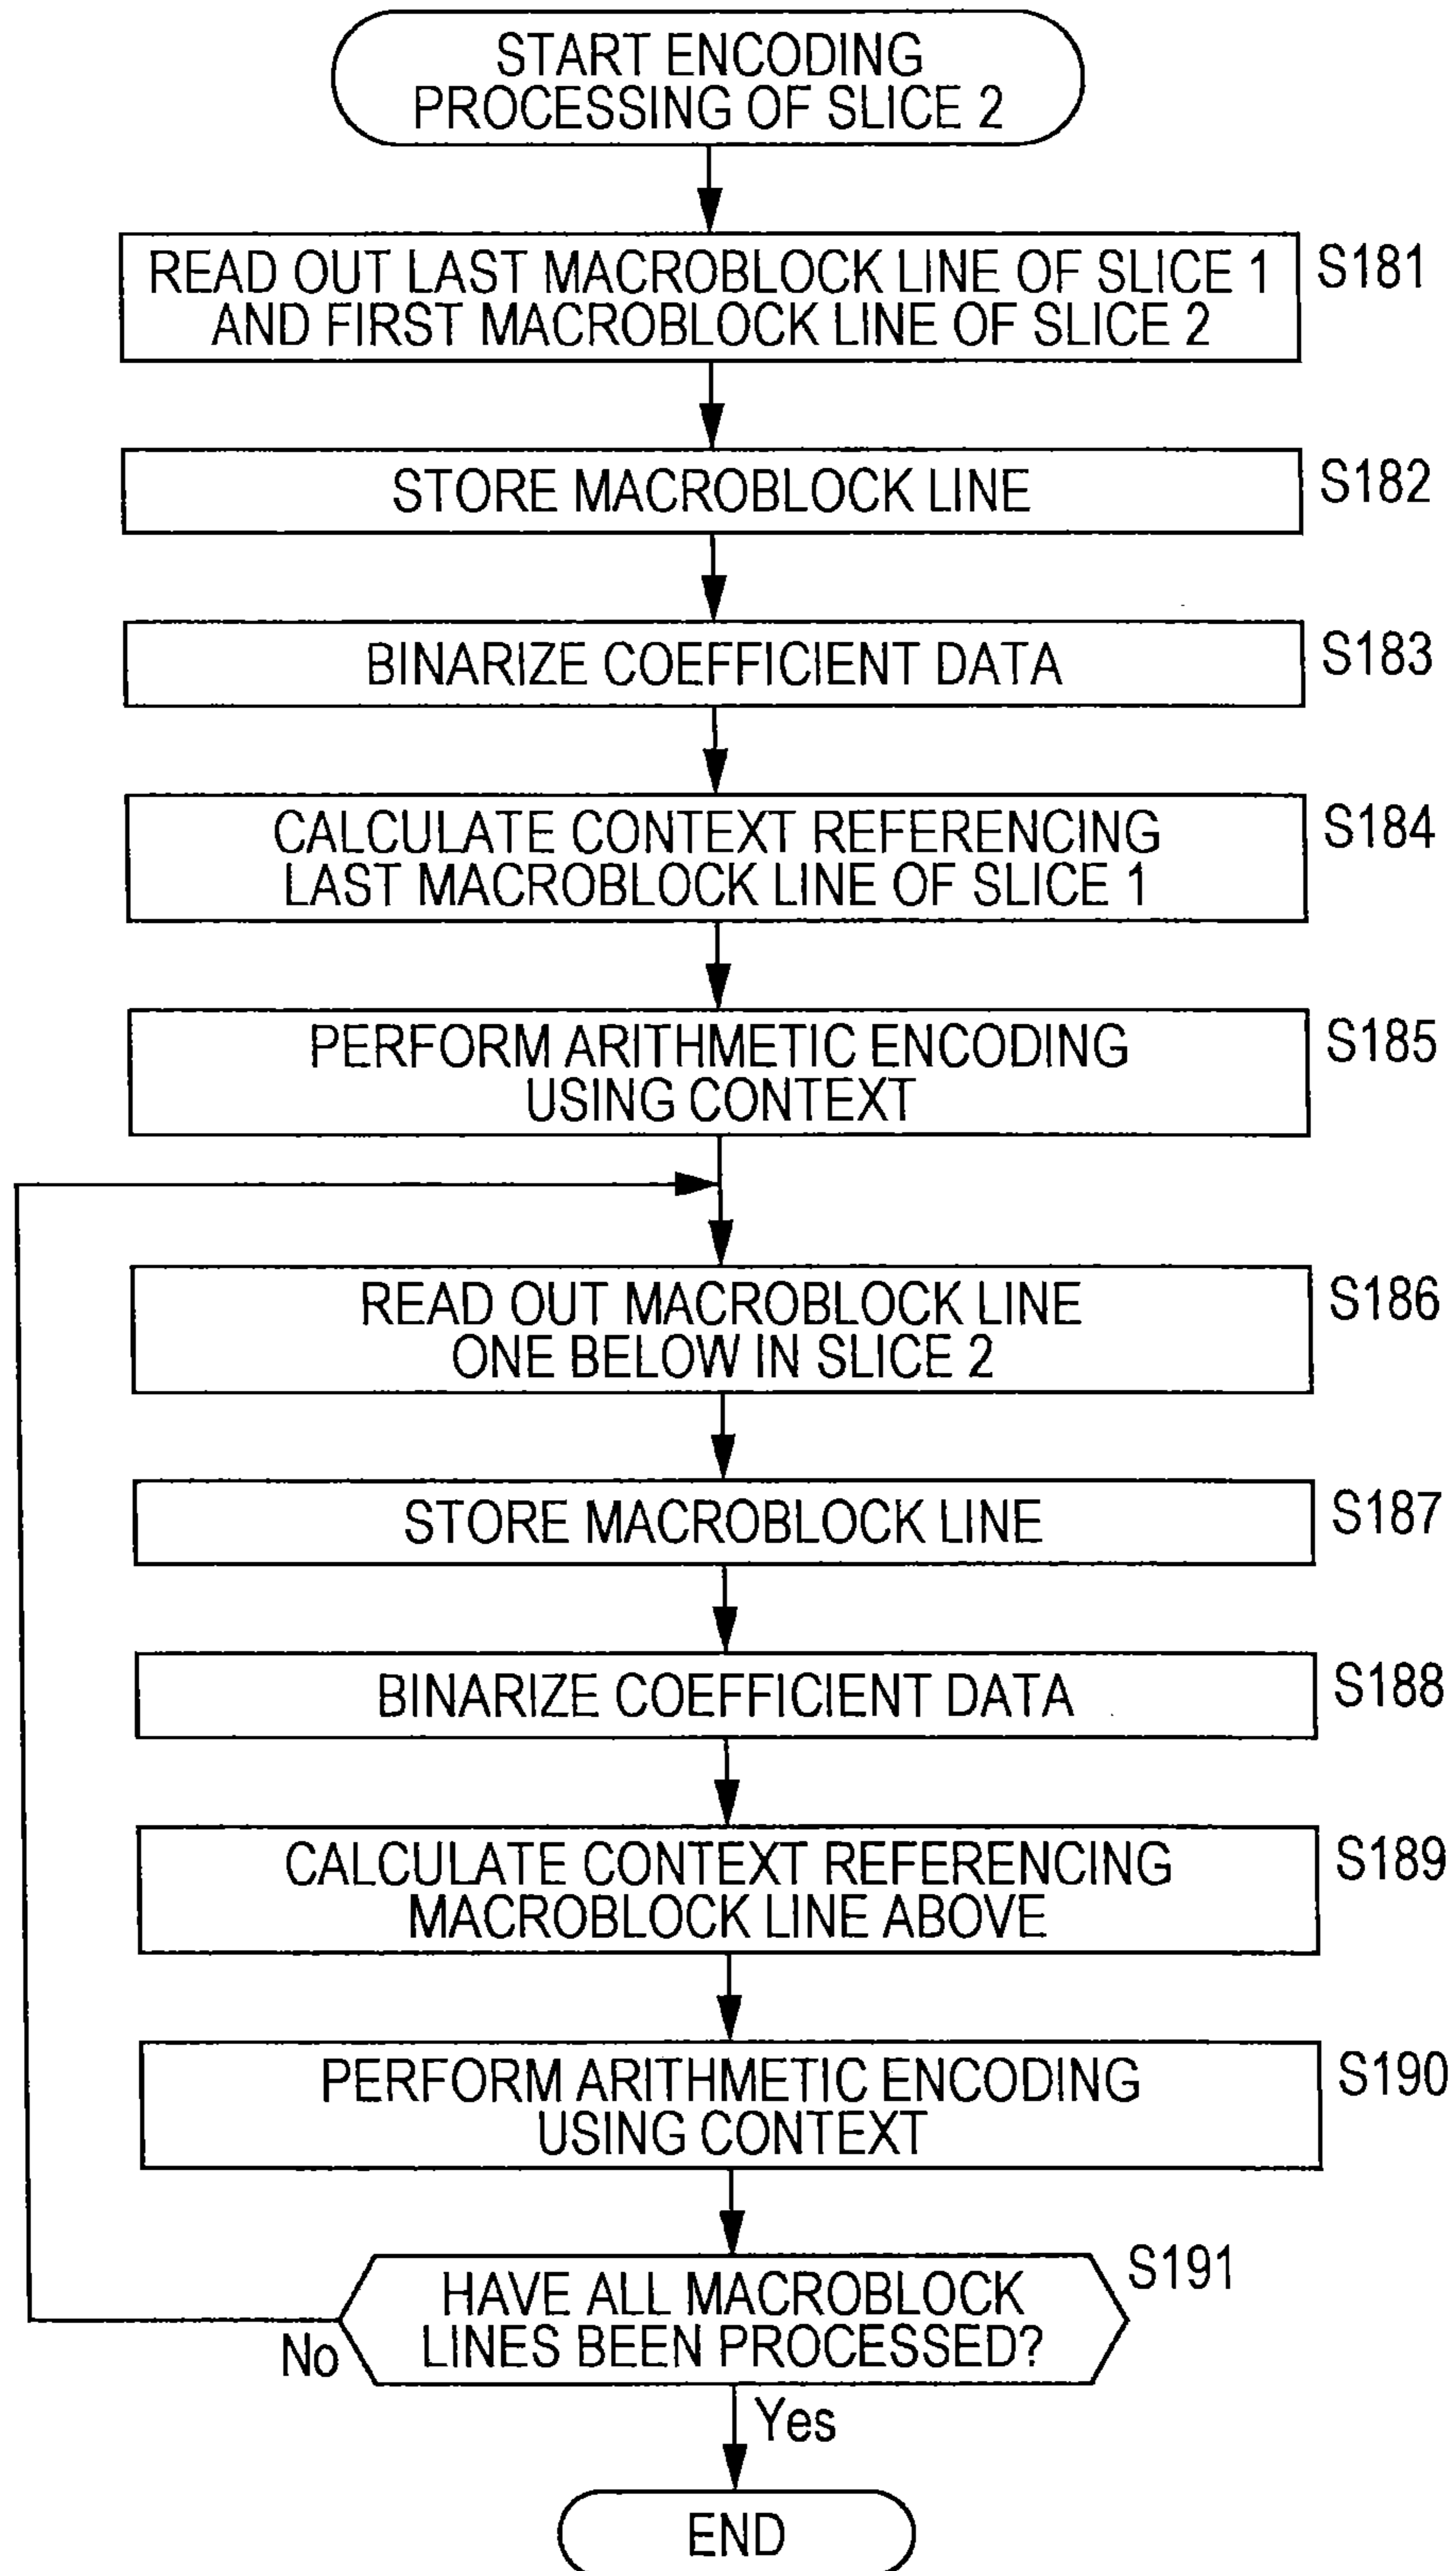 START ENCODING
PROCESSING OF SLICE 2
READ OUT LAST MACROBLOCK LINE OF SLICE 1
AND FIRST MACROBLOCK LINE OF SLICE 2
S181
STORE MACROBLOCK LINE
S182
BINARIZE COEFFICIENT DATA
S183
CALCULATE CONTEXT REFERENCING
LAST MACROBLOCK LINE OF SLICE 1
S184
PERFORM ARITHMETIC ENCODING
USING CONTEXT
S185
READ OUT MACROBLOCK LINE
ONE BELOW IN SLICE 2
S186
STORE MACROBLOCK LINE
S187
BINARIZE COEFFICIENT DATA
S188
CALCULATE CONTEXT REFERENCING
MACROBLOCK LINE ABOVE
S189
PERFORM ARITHMETIC ENCODING
USING CONTEXT
S190
HAVE ALL MACROBLOCK
LINES BEEN PROCESSED?
S191
No
Yes
END